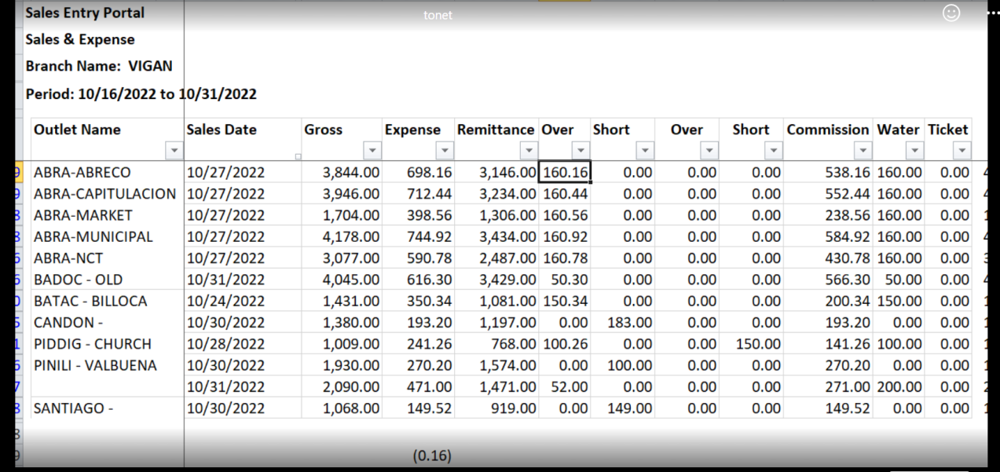 tonet
Sales Entry Portal
Sales & Expense
Branch Name: VIGAN
Period: 10/16/2022 to 10/31/2022
Outlet Name Sales Date Gross Expense Remittance Over Short Over Short Commission Water Ticket
9 ABRA-ABRECO 10/27/2022 3,844.00 698.16 3,146.00 160.16 0.00 0.00 0.00 538.16 160.00 0.00
9 ABRA-CAPITULACION 10/27/2022 3,946.00 712.44 3,234.00 160.44 0.00 0.00 0.00 552.44 160.00 0.00
8 ABRA-MARKET 10/27/2022 1,704.00 398.56 1,306.00 160.56 0.00 0.00 0.00 238.56 160.00 0.00
8 ABRA-MUNICIPAL 10/27/2022 4,178.00 744.92 3,434.00 160.92 0.00 0.00 0.00 584.92 160.00 0.00
6 ABRA-NCT 10/27/2022 3,077.00 590.78 2,487.00 160.78 0.00 0.00 0.00 430.78 160.00 0.00
6 BADOC - OLD 10/31/2022 4,045.00 616.30 3,429.00 50.30 0.00 0.00 0.00 566.30 50.00 0.00
0 BATAC - BILLOCA 10/24/2022 1,431.00 350.34 1,081.00 150.34 0.00 0.00 0.00 200.34 150.00 0.00
5 CANDON - 10/30/2022 1,380.00 193.20 1,197.00 0.00 183.00 0.00 0.00 193.20 0.00 0.00
1 PIDDIG - CHURCH 10/28/2022 1,009.00 241.26 768.00 100.26 0.00 0.00 150.00 141.26 100.00 0.00
6 PINILI - VALBUENA 10/30/2022 1,930.00 270.20 1,574.00 0.00 100.00 0.00 0.00 270.20 0.00 0.00
7 10/31/2022 2,090.00 471.00 1,471.00 52.00 0.00 0.00 0.00 271.00 200.00 0.00
8 SANTIAGO - 10/30/2022 1,068.00 149.52 919.00 0.00 149.00 0.00 0.00 149.52 0.00 0.00
8
9 (0.16)